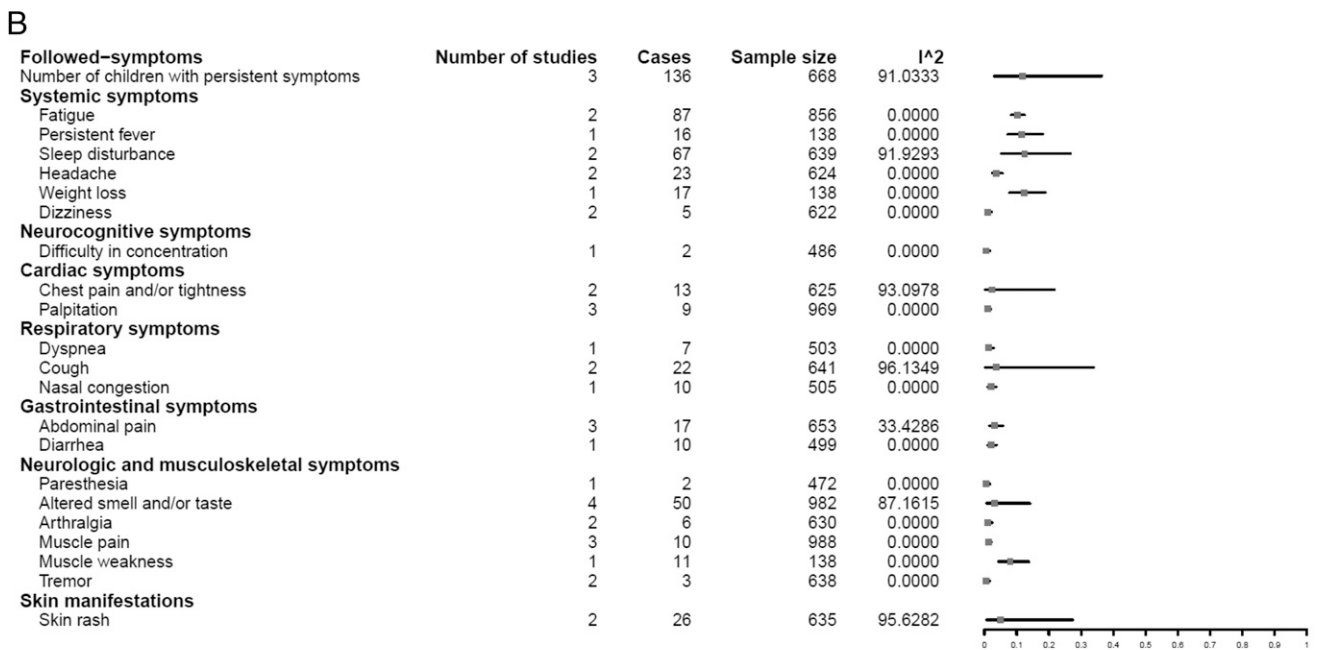 B
Followed−symptoms Number of studies Cases Sample size I^2
Number of children with persistent symptoms 3 136 668 91.0333
Systemic symptoms
Fatigue 2 87 856 0.0000
Persistent fever 1 16 138 0.0000
Sleep disturbance 2 67 639 91.9293
Headache 2 23 624 0.0000
Weight loss 1 17 138 0.0000
Dizziness 2 5 622 0.0000
Neurocognitive symptoms
Difficulty in concentration 1 2 486 0.0000
Cardiac symptoms
Chest pain and/or tightness 2 13 625 93.0978
Palpitation 3 9 969 0.0000
Respiratory symptoms
Dyspnea 1 7 503 0.0000
Cough 2 22 641 96.1349
Nasal congestion 1 10 505 0.0000
Gastrointestinal symptoms
Abdominal pain 3 17 653 33.4286
Diarrhea 1 10 499 0.0000
Neurologic and musculoskeletal symptoms
Paresthesia 1 2 472 0.0000
Altered smell and/or taste 4 50 982 87.1615
Arthralgia 2 6 630 0.0000
Muscle pain 3 10 988 0.0000
Muscle weakness 1 11 138 0.0000
Tremor 2 3 638 0.0000
Skin manifestations
Skin rash 2 26 635 95.6282
0 0.1 0.2 0.3 0.4 0.5 0.6 0.7 0.8 0.9 1